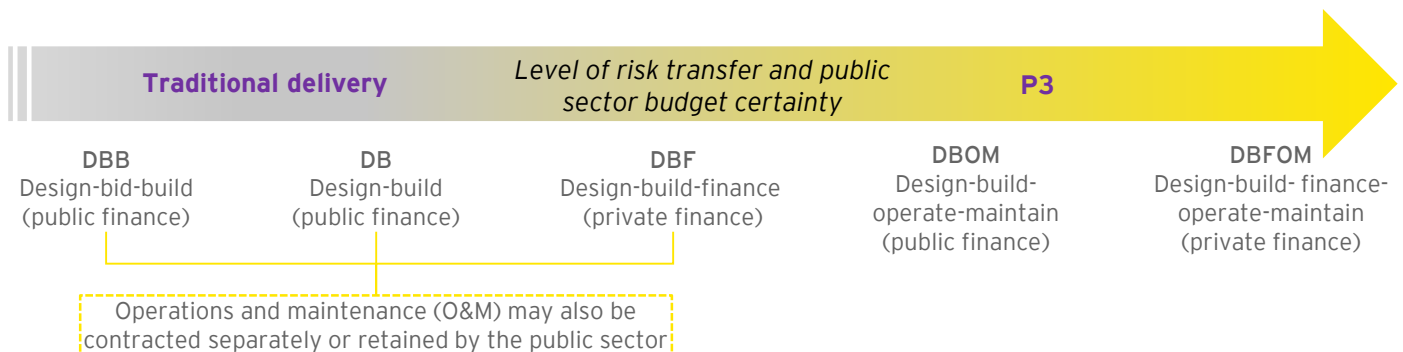 Traditional delivery
Level of risk transfer and public
sector budget certainty
P3
DBB
Design-bid-build
(public finance)
DB
Design-build
(public finance)
DBF
Design-build-finance
(private finance)
DBOM
Design-build-
operate-maintain
(public finance)
DBFOM
Design-build- finance-
operate-maintain
(private finance)
Operations and maintenance (O&M) may also be
contracted separately or retained by the public sector